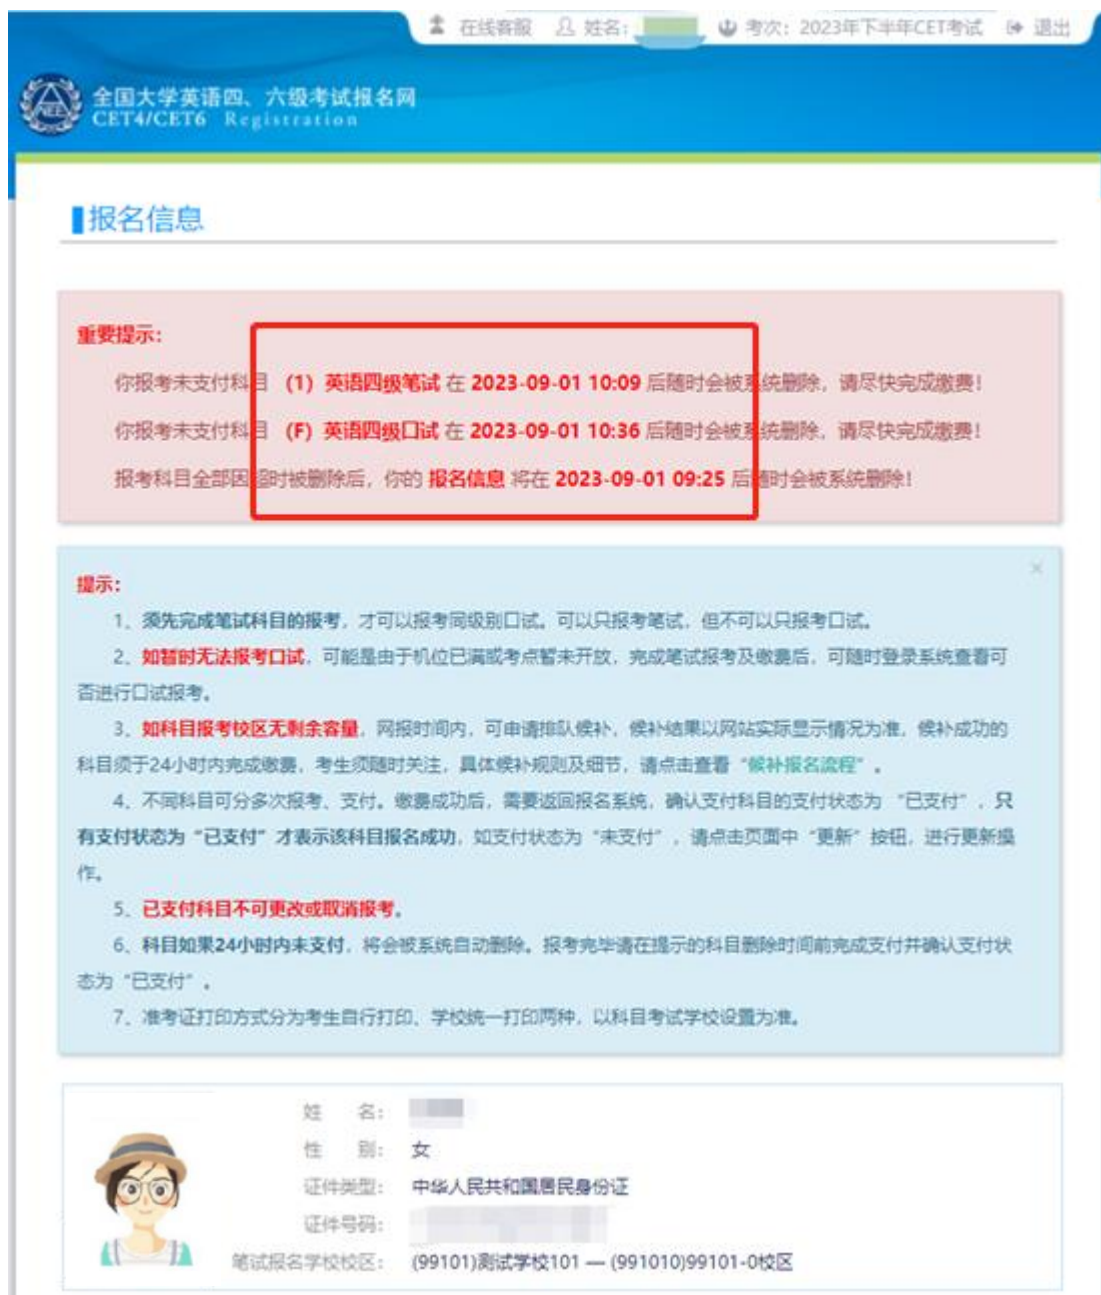 在线客服 姓名： 考次：2023年下半年CET考试 退出
全国大学英语四、六级考试报名网
CET4/CET6 Registration
报名信息
重要提示：
你报考未支付科目 （1）英语四级笔试 在 2023-09-01 10:09 后随时会被系统删除，请尽快完成缴费！
你报考未支付科目 （F）英语四级口试 在 2023-09-01 10:36 后随时会被系统删除，请尽快完成缴费！
报考科目全部因超时被删除后，你的 报名信息 将在 2023-09-01 09:25 后随时会被系统删除！
×
提示：
1、须先完成笔试科目的报考，才可以报考同级别口试。可以只报考笔试，但不可以只报考口试。
2、如暂时无法报考口试，可能是由于机位已满或考点暂未开放，完成笔试报考及缴费后，可随时登录系统查看可
否进行口试报考。
3、如科目报考校区无剩余容量，网报时间内，可申请排队候补，候补结果以网站实际显示情况为准，候补成功的
科目须于24小时内完成缴费，考生须随时关注，具体候补规则及细节，请点击查看“候补报名流程”。
4、不同科目可分多次报考、支付。缴费成功后，需要返回报名系统，确认支付科目的支付状态为 “已支付”，只
有支付状态为“已支付”才表示该科目报名成功，如支付状态为“未支付”，请点击页面中“更新”按钮，进行更新操
作。
5、已支付科目不可更改或取消报考。
6、科目如果24小时内未支付，将会被系统自动删除。报考完毕请在提示的科目删除时间前完成支付并确认支付状
态为“已支付”。
7、准考证打印方式分为考生自行打印、学校统一打印两种，以科目考试学校设置为准。
姓 名：
性 别： 女
证件类型： 中华人民共和国居民身份证
证件号码：
笔试报名学校校区： (99101)测试学校101 — (991010)99101-0校区